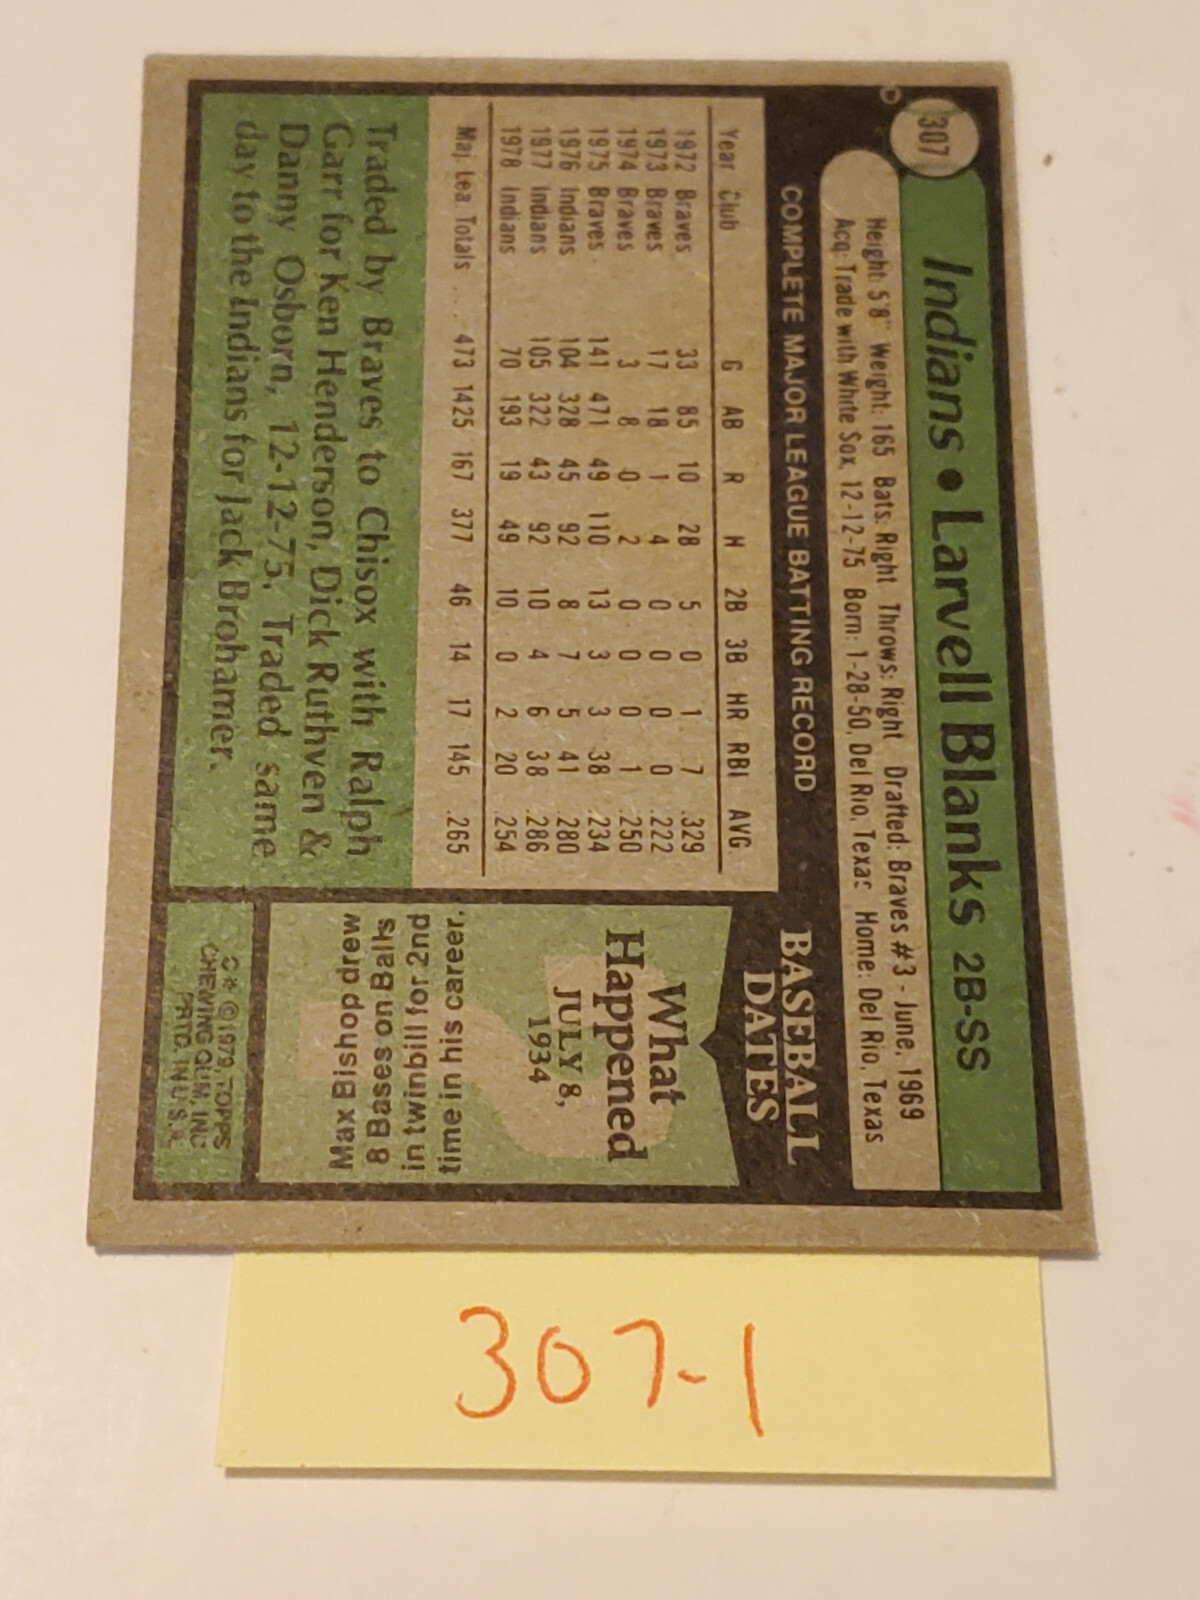 307
Indians • Larvell Blanks 2B-SS
Height: 5'8" Weight: 165 Bats: Right Throws: Right Drafted: Braves #3 - June, 1969
Acq: Trade with White Sox, 12-12-75 Born: 1-28-50, Del Rio, Texas Home: Del Rio, Texas
COMPLETE MAJOR LEAGUE BATTING RECORD
Year Club G AB R H 2B 3B HR RBI AVG.
1972 Braves 33 85 10 28 5 0 1 7 .329
1973 Braves 17 18 1 4 0 0 0 0 .222
1974 Braves 3 8 0 2 0 0 0 1 .250
1975 Braves 141 471 49 110 13 3 3 38 .234
1976 Indians 104 328 45 92 8 7 5 41 .280
1977 Indians 105 322 43 92 10 4 6 38 .286
1978 Indians 70 193 19 49 10 0 2 20 .254
Maj. Lea. Totals ... 473 1425 167 377 46 14 17 145 .265
Traded by Braves to Chisox with Ralph
Garr for Ken Henderson, Dick Ruthven &
Danny Osborn, 12-12-75. Traded same
day to the Indians for Jack Brohamer.
BASEBALL
DATES
What
Happened
JULY 8,
1934
Max Bishop drew
8 Bases on Balls
in twinbill for 2nd
time in his career.
© 1979, TOPPS
CHEWING GUM, INC.
PRTD. IN U.S.A.
307-1